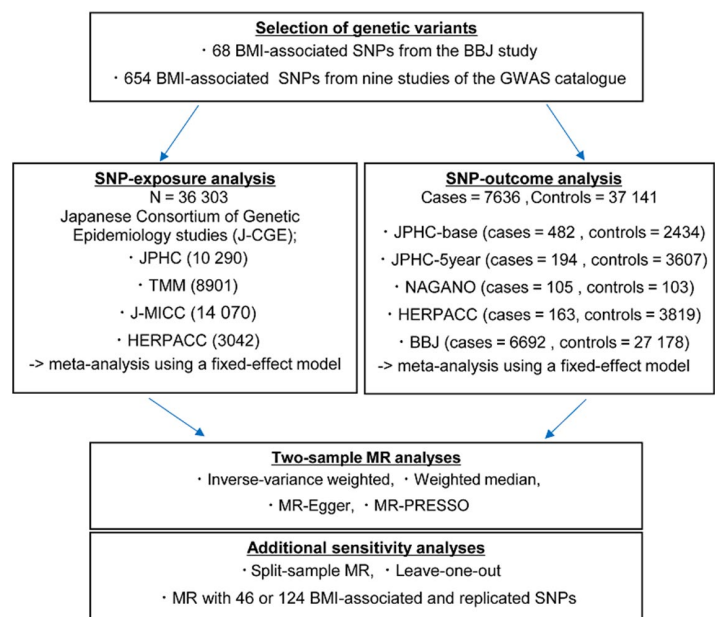 Selection of genetic variants
· 68 BMI-associated SNPs from the BBJ study
· 654 BMI-associated SNPs from nine studies of the GWAS catalogue
SNP-exposure analysis
N = 36 303
Japanese Consortium of Genetic
Epidemiology studies (J-CGE);
· JPHC (10 290)
· TMM (8901)
· J-MICC (14 070)
· HERPACC (3042)
-> meta-analysis using a fixed-effect model
SNP-outcome analysis
Cases = 7636 , Controls = 37 141
· JPHC-base (cases = 482 , controls = 2434)
· JPHC-5year (cases = 194 , controls = 3607)
· NAGANO (cases = 105 , controls = 103)
· HERPACC (cases = 163, controls = 3819)
· BBJ (cases = 6692 , controls = 27 178)
-> meta-analysis using a fixed-effect model
Two-sample MR analyses
· Inverse-variance weighted, · Weighted median,
· MR-Egger, · MR-PRESSO
Additional sensitivity analyses
· Split-sample MR, · Leave-one-out
· MR with 46 or 124 BMI-associated and replicated SNPs